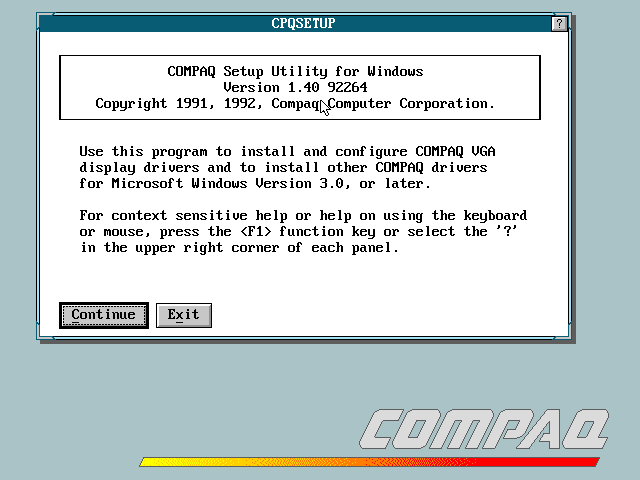 CPQSETUP
?
COMPAQ Setup Utility for Windows
Version 1.40 92264
Copyright 1991, 1992, Compaq Computer Corporation.
Use this program to install and configure COMPAQ VGA
display drivers and to install other COMPAQ drivers
for Microsoft Windows Version 3.0, or later.
For context sensitive help or help on using the keyboard
or mouse, press the <F1> function key or select the '?'
in the upper right corner of each panel.
Continue Exit
COMPAQ